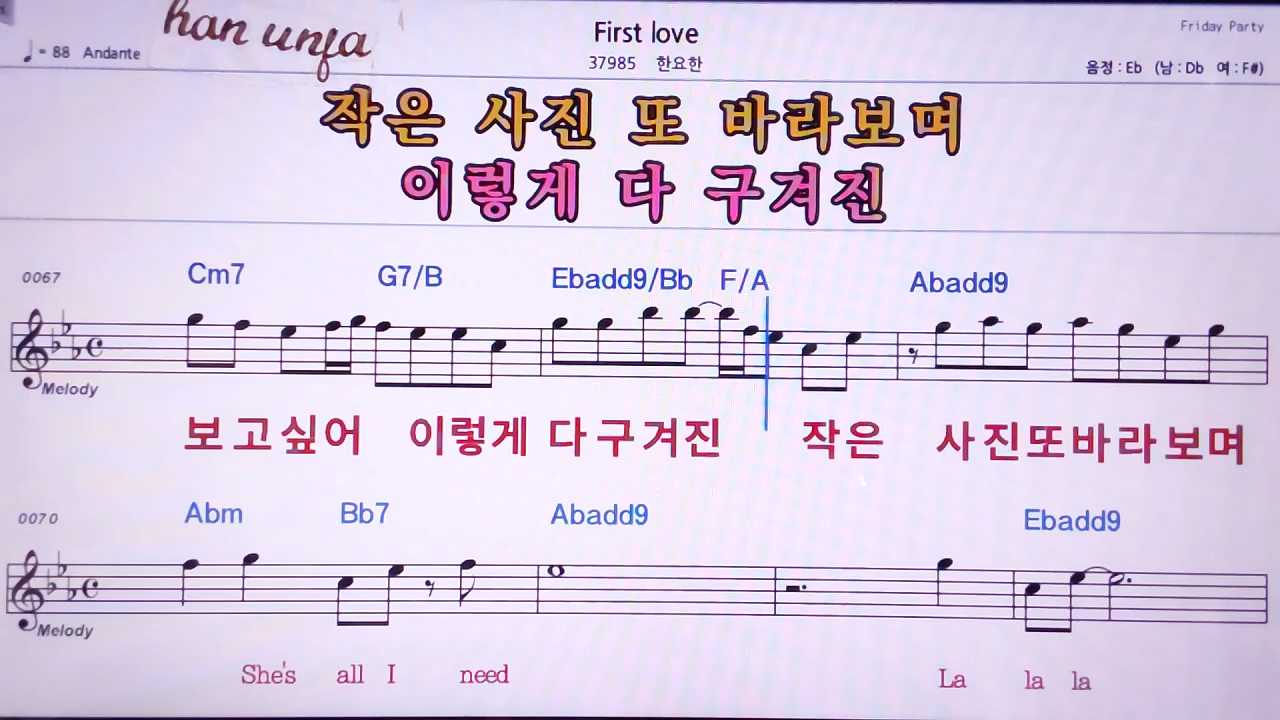 han unja
First love
Friday Party
♩ = 88 Andante
37985 한요한
음정 : Eb (남 : Db 여 : F#)
작은 사진 또 바라보며
이렇게 다 구겨진
0067 Cm7 G7/B Ebadd9/Bb F/A Abadd9
Melody
보고싶어 이렇게 다구겨진 작은 사진또바라보며
0070 Abm Bb7 Abadd9 Ebadd9
Melody
She's all I need La la la